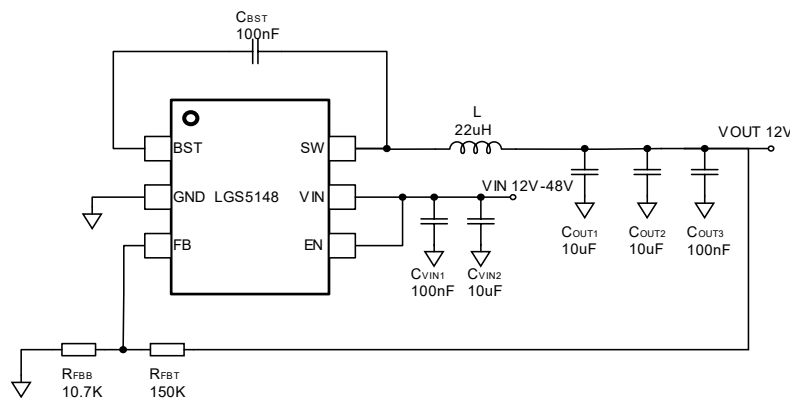 CBST
100nF
L
22uH
VOUT 12V
BST
SW
GND
LGS5148
VIN
VIN 12V-48V
FB
EN
COUT1
10uF
COUT2
10uF
COUT3
100nF
CVIN1
100nF
CVIN2
10uF
RFBB
10.7K
RFBT
150K